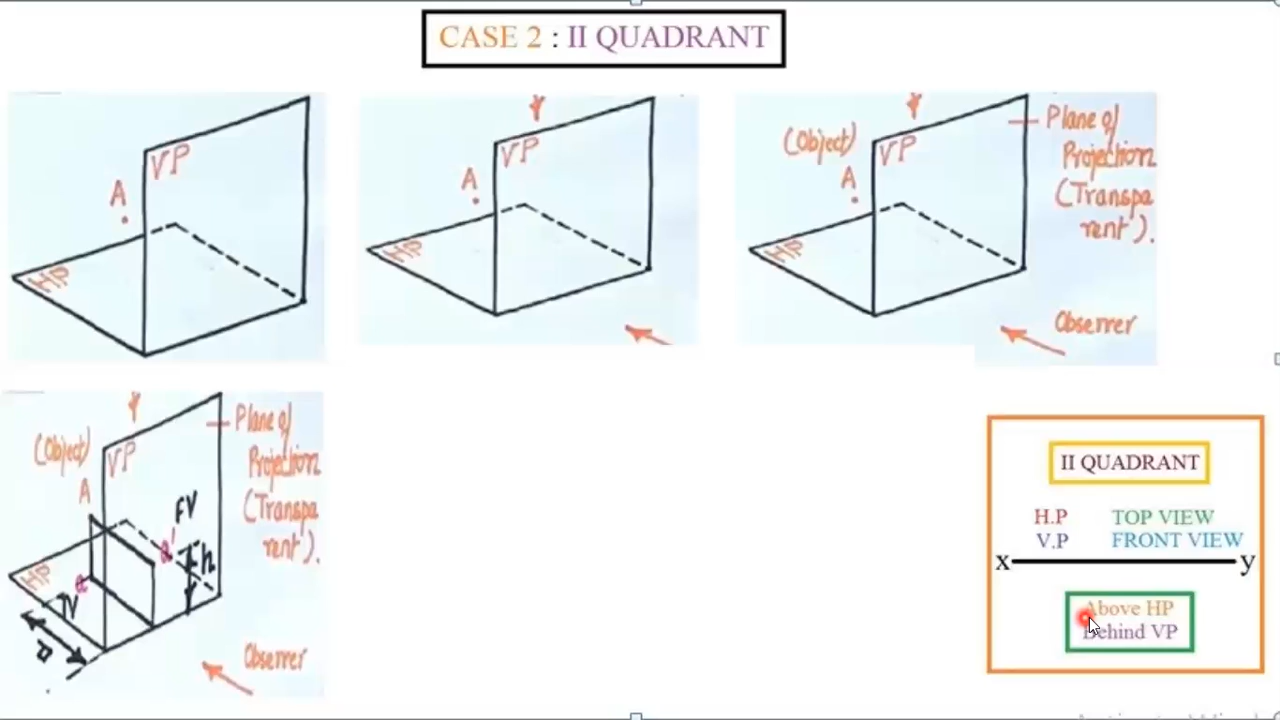 CASE 2 : II QUADRANT
VP
A
HP
VP
A
HP
(Object)
VP
A
HP
Plane of
Projection
(Transpa
rent).
Observer
(Object)
VP
A
HP
a
TV
d
FV
a'
h
Plane of
Projection
(Transpa
rent).
Observer
II QUADRANT
H.P TOP VIEW
V.P FRONT VIEW
x y
Above HP
Behind VP